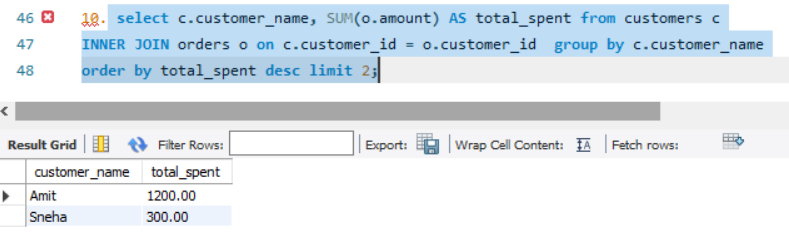 46 10. select c.customer_name, SUM(o.amount) AS total_spent from customers c
47 INNER JOIN orders o on c.customer_id = o.customer_id group by c.customer_name
48 order by total_spent desc limit 2;
Result Grid Filter Rows: Export: Wrap Cell Content: Fetch rows:
customer_name total_spent
Amit 1200.00
Sneha 300.00